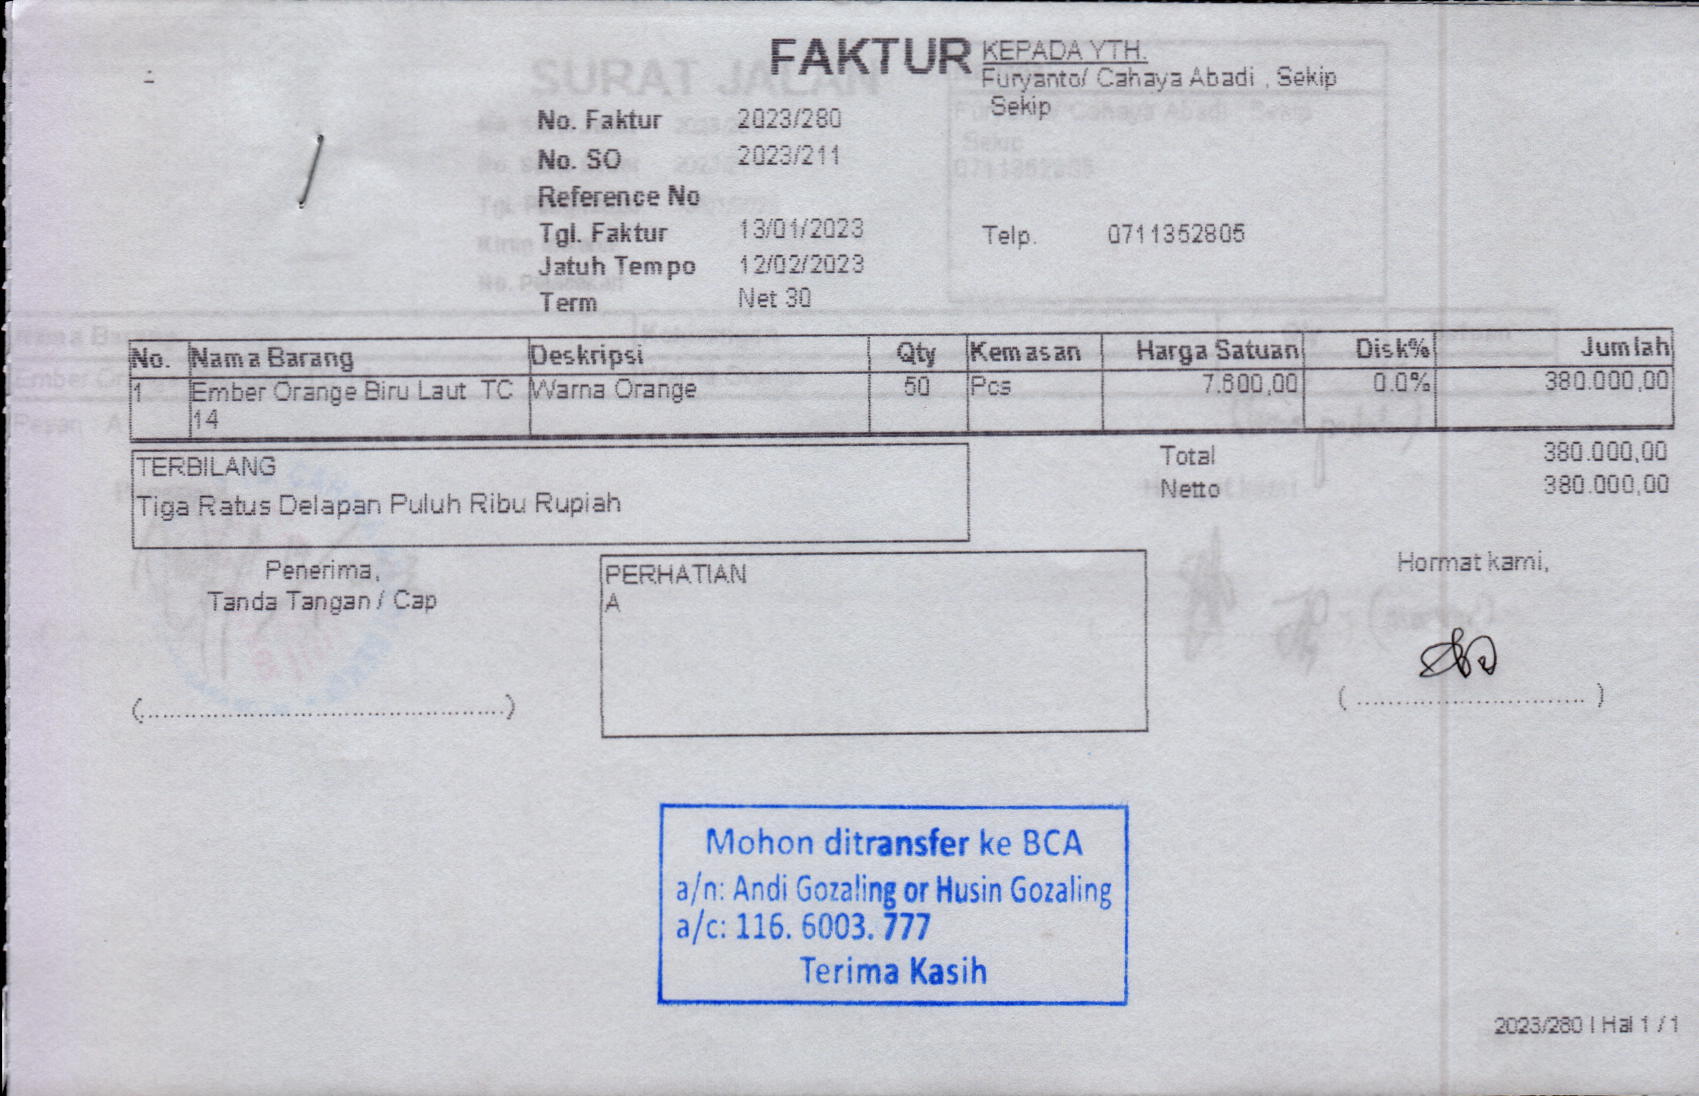 FAKTUR
KEPADA YTH.
Furyanto/ Cahaya Abadi , Sekip
Sekip
No. Faktur 2023/280
No. SO 2023/211
Reference No
Tgl. Faktur 13/01/2023
Telp. 0711352805
Jatuh Tempo 12/02/2023
Term Net 30
No. Nama Barang Deskripsi Qty Kemasan Harga Satuan Disk% Jumlah
1 Ember Orange Biru Laut TC Warna Orange 50 Pcs 7.600,00 0.0% 380.000,00
14
TERBILANG
Tiga Ratus Delapan Puluh Ribu Rupiah
Total 380.000,00
Netto 380.000,00
Penerima,
Tanda Tangan / Cap
PERHATIAN
A
Hormat kami,
(..................................................)
( ............................... )
Mohon ditransfer ke BCA
a/n: Andi Gozaling or Husin Gozaling
a/c: 116. 6003. 777
Terima Kasih
2023/280 | Hal 1 / 1
SURAT JALAN